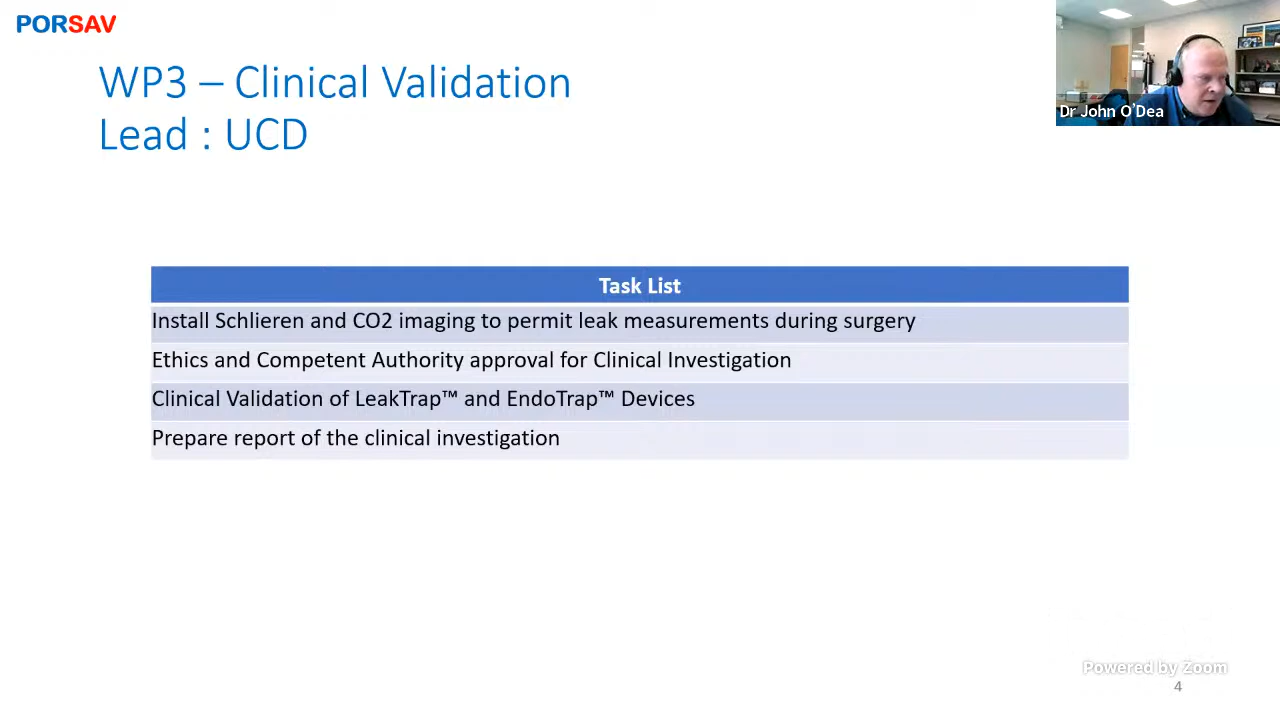 PORSAV
WP3 – Clinical Validation
Lead : UCD
Dr John O'Dea
Task List
Install Schlieren and CO2 imaging to permit leak measurements during surgery
Ethics and Competent Authority approval for Clinical Investigation
Clinical Validation of LeakTrap™ and EndoTrap™ Devices
Prepare report of the clinical investigation
Powered by Zoom
4